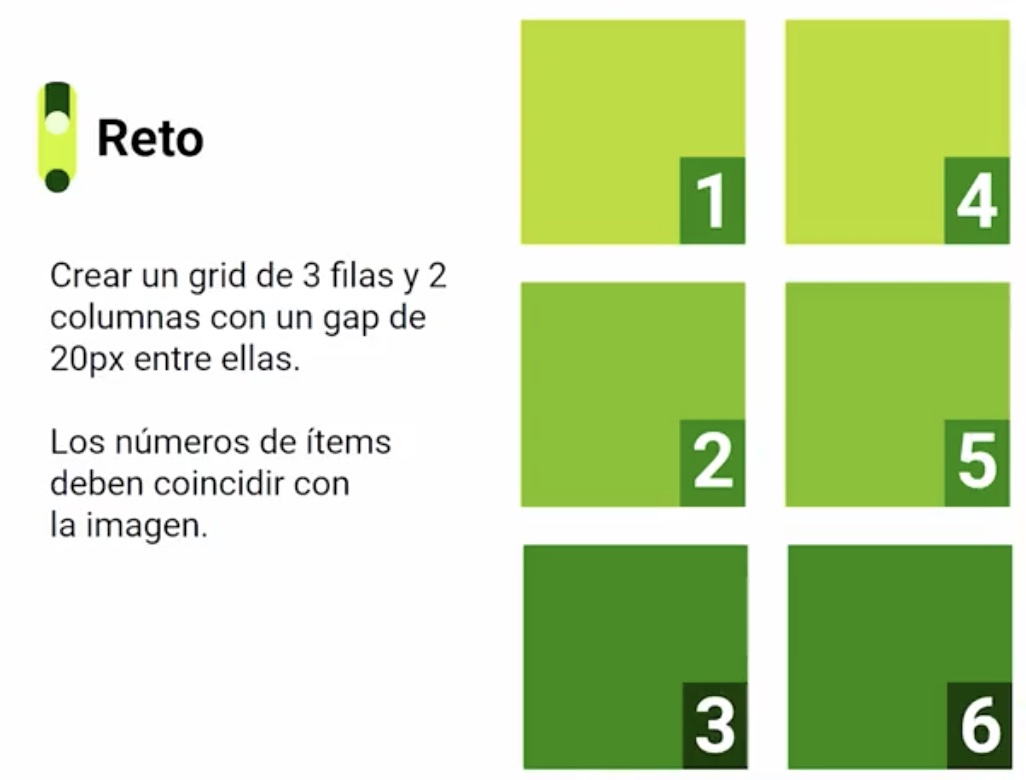 Reto
Crear un grid de 3 filas y 2
columnas con un gap de
20px entre ellas.
Los números de ítems
deben coincidir con
la imagen.
1
4
2
5
3
6